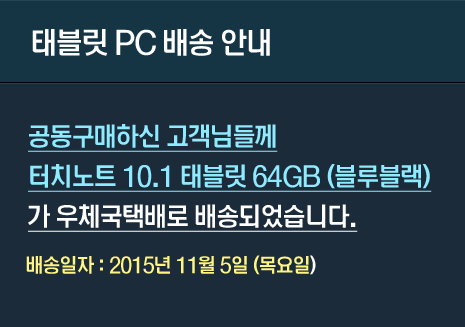 태블릿 PC 배송 안내
공동구매하신 고객님들께
터치노트 10.1 태블릿 64GB (블루블랙)
가 우체국택배로 배송되었습니다.
배송일자 : 2015년 11월 5일 (목요일)